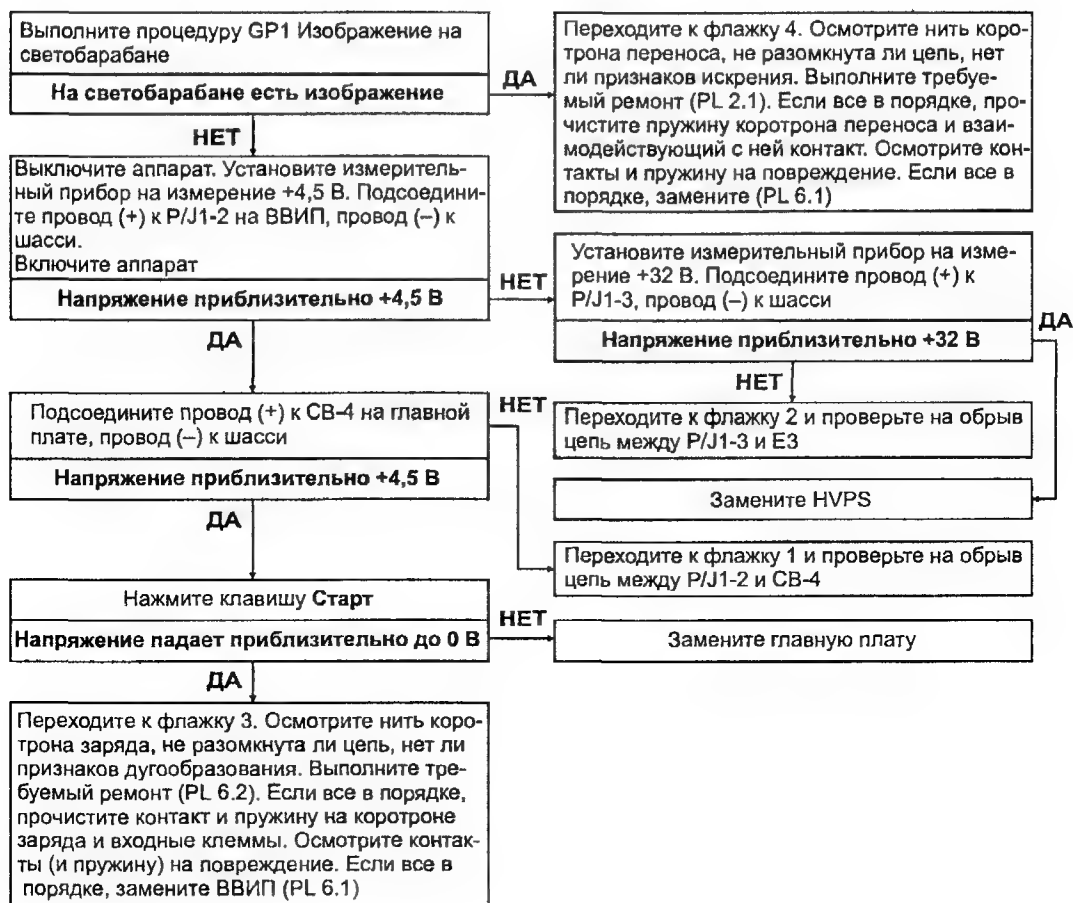 Выполните процедуру GP1 Изображение на
светобарабане
На светобарабане есть изображение
ДА
Переходите к флажку 4. Осмотрите нить коро-
трона переноса, не разомкнута ли цепь, нет
ли признаков искрения. Выполните требуе-
мый ремонт (PL 2.1). Если все в порядке, про-
чистите пружину коротрона переноса и взаи-
модействующий с ней контакт. Осмотрите кон-
такты и пружину на повреждение. Если все в
порядке, замените (PL 6.1)
НЕТ
Выключите аппарат. Установите измеритель-
ный прибор на измерение +4,5 В. Подсоедини-
те провод (+) к P/J1-2 на ВВИП, провод (–) к
шасси.
Включите аппарат
Напряжение приблизительно +4,5 В
НЕТ
Установите измерительный прибор на изме-
рение +32 В. Подсоедините провод (+) к
P/J1-3, провод (–) к шасси
Напряжение приблизительно +32 В
ДА
ДА
НЕТ
Подсоедините провод (+) к СВ-4 на главной
плате, провод (–) к шасси
Напряжение приблизительно +4,5 В
НЕТ
Переходите к флажку 2 и проверьте на обрыв
цепь между P/J1-3 и E3
Замените HVPS
ДА
Переходите к флажку 1 и проверьте на обрыв
цепь между P/J1-2 и СВ-4
Нажмите клавишу Старт
Напряжение падает приблизительно до 0 В
НЕТ
Замените главную плату
ДА
Переходите к флажку 3. Осмотрите нить коро-
трона заряда, не разомкнута ли цепь, нет ли
признаков дугообразования. Выполните тре-
буемый ремонт (PL 6.2). Если все в порядке,
прочистите контакт и пружину на коротроне
заряда и входные клеммы. Осмотрите контак-
ты (и пружину) на повреждение. Если все в
порядке, замените ВВИП (PL 6.1)